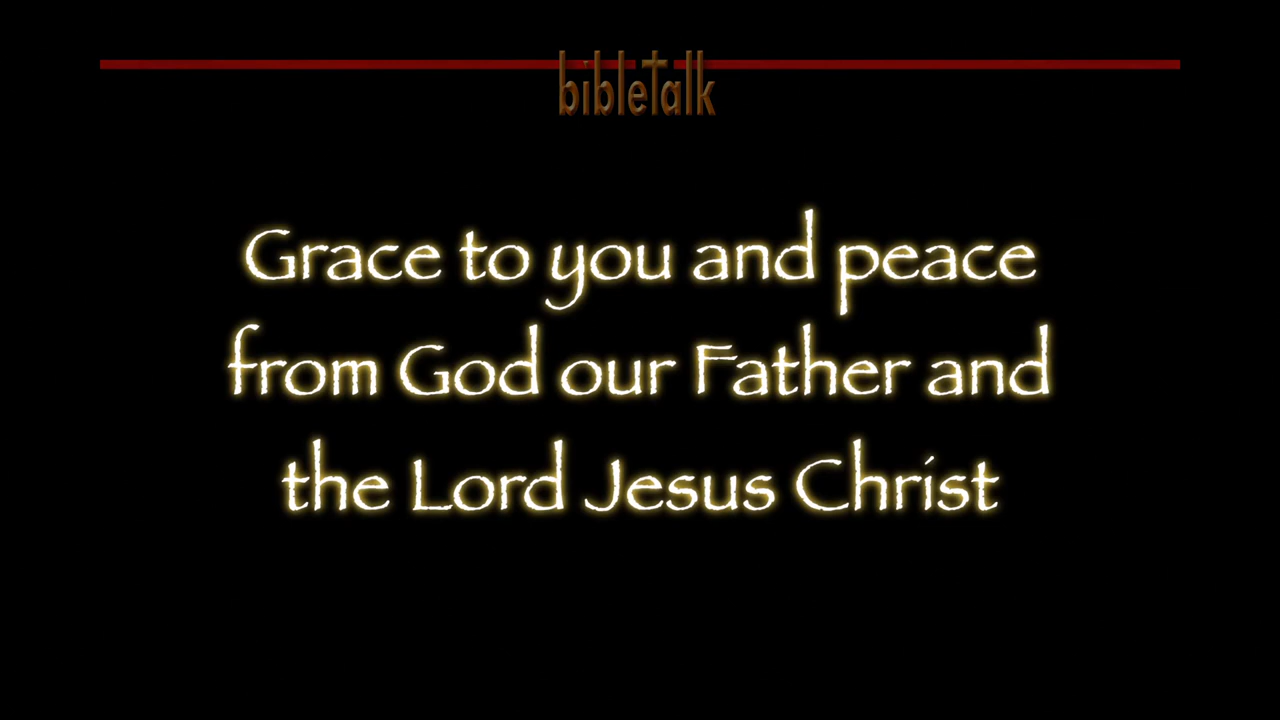 bibleTalk
Grace to you and peace
from God our Father and
the Lord Jesus Christ